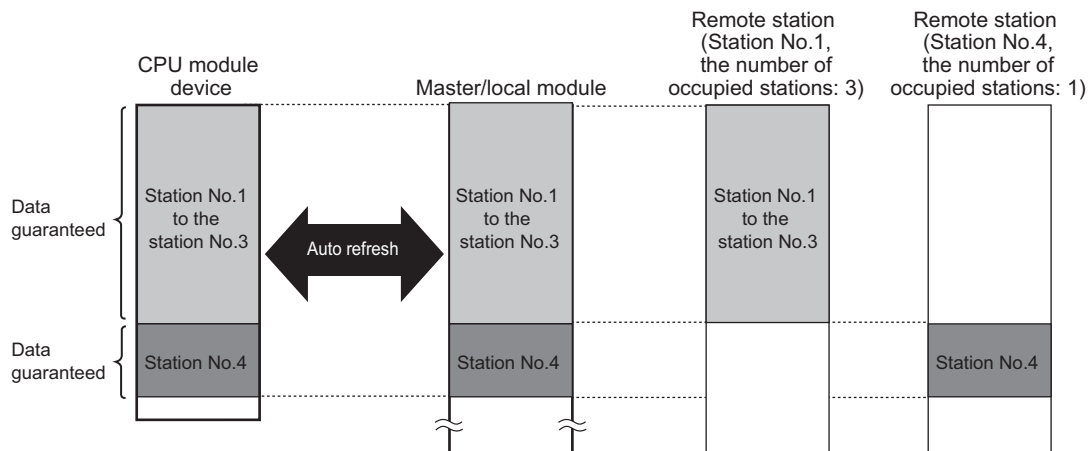 CPU module
device
Master/local module
Remote station
(Station No.1,
the number of
occupied stations: 3)
Remote station
(Station No.4,
the number of
occupied stations: 1)
Data
guaranteed
Station No.1
to the
station No.3
Auto refresh
Station No.1
to the
station No.3
Station No.1
to the
station No.3
Data
guaranteed
Station No.4
Station No.4
Station No.4